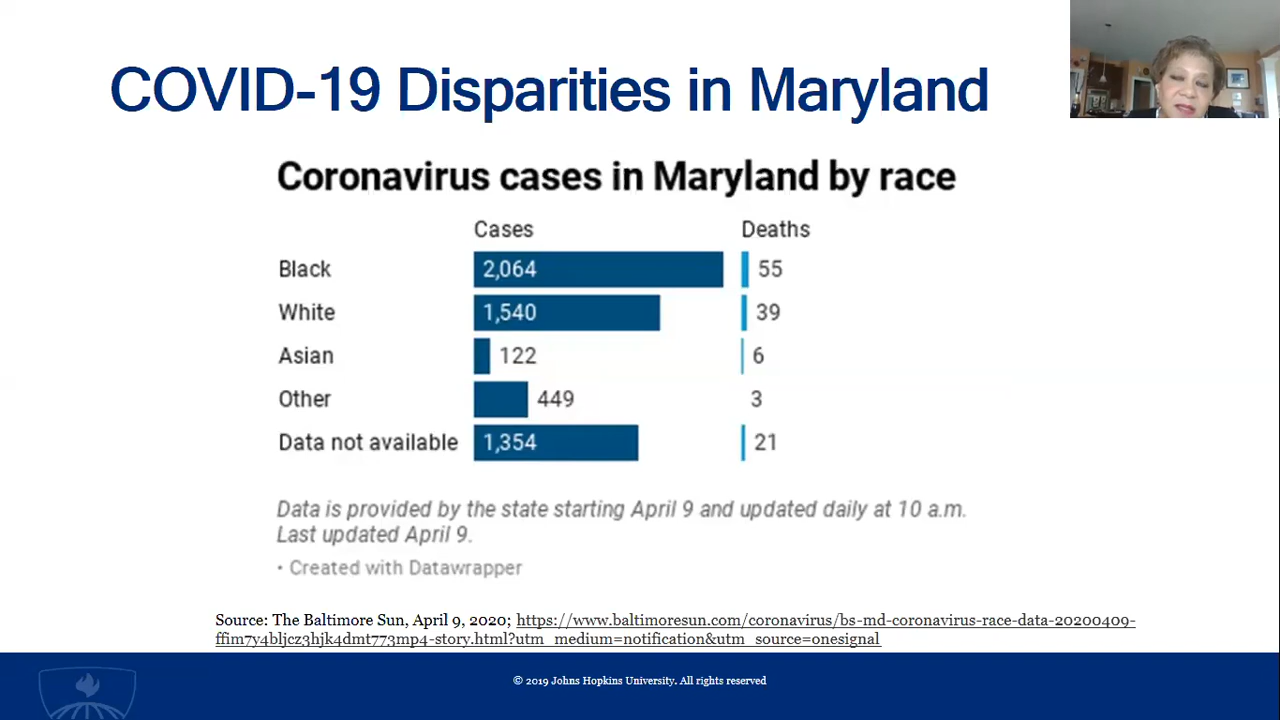 COVID-19 Disparities in Maryland
Coronavirus cases in Maryland by race
Cases Deaths
Black 2,064 55
White 1,540 39
Asian 122 6
Other 449 3
Data not available 1,354 21
Data is provided by the state starting April 9 and updated daily at 10 a.m.
Last updated April 9.
• Created with Datawrapper
Source: The Baltimore Sun, April 9, 2020; https://www.baltimoresun.com/coronavirus/bs-md-coronavirus-race-data-20200409-
ffim7y4bljcz3hjk4dmt773mp4-story.html?utm_medium=notification&utm_source=onesignal
© 2019 Johns Hopkins University. All rights reserved